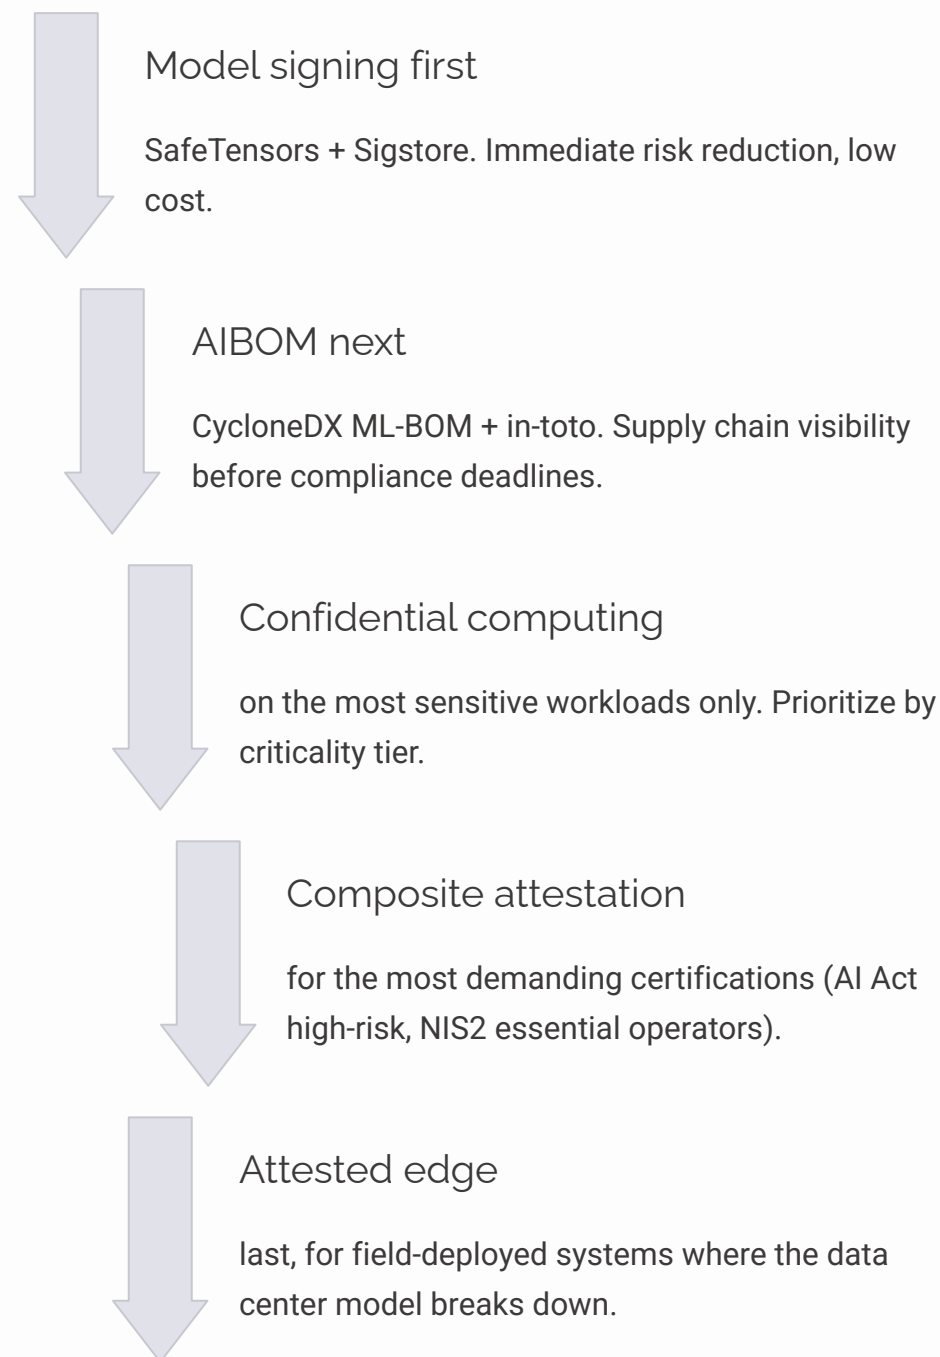 Model signing first
SafeTensors + Sigstore. Immediate risk reduction, low
cost.
AIBOM next
CycloneDX ML-BOM + in-toto. Supply chain visibility
before compliance deadlines.
Confidential computing
on the most sensitive workloads only. Prioritize by
criticality tier.
Composite attestation
for the most demanding certifications (AI Act
high-risk, NIS2 essential operators).
Attested edge
last, for field-deployed systems where the data
center model breaks down.